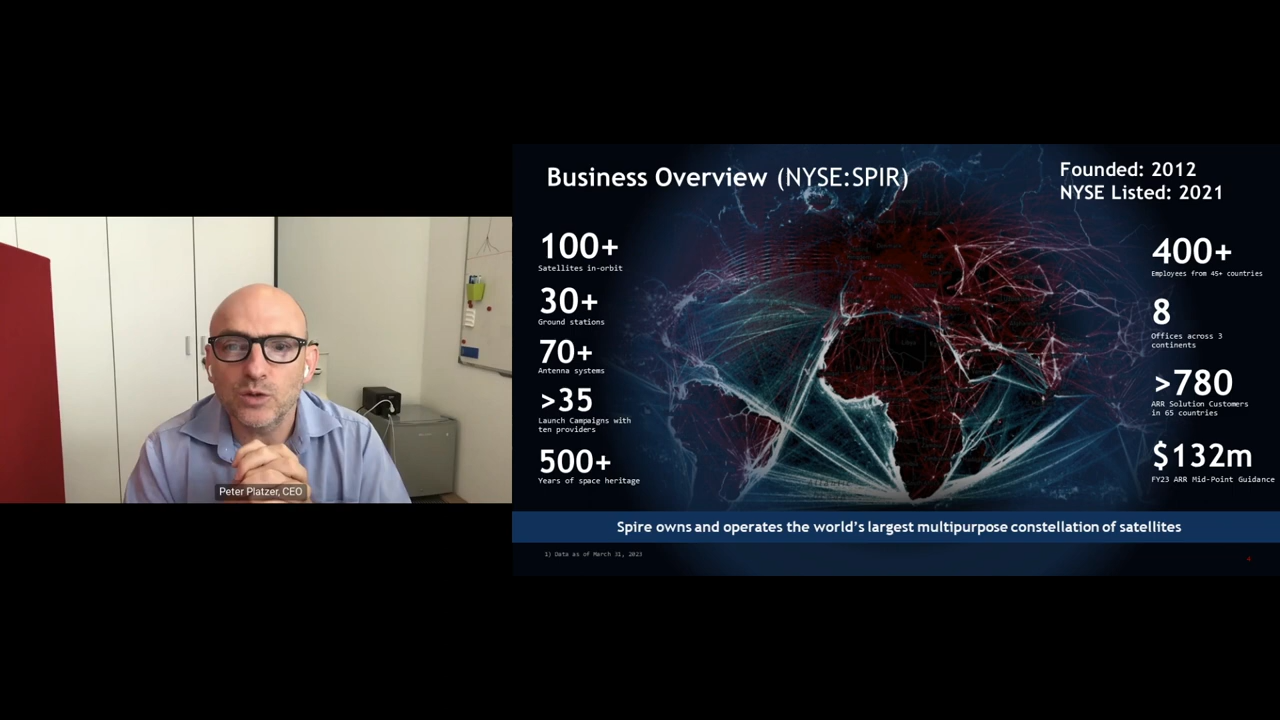 Peter Platzer, CEO
Business Overview (NYSE:SPIR)
Founded: 2012
NYSE Listed: 2021
100+
Satellites in-orbit
30+
Ground stations
70+
Antenna systems
>35
Launch Campaigns with
ten providers
500+
Years of space heritage
400+
Employees from 45+ countries
8
Offices across 3
continents
>780
ARR Solution Customers
in 65 countries
$132m
FY23 ARR Mid-Point Guidance
Spire owns and operates the world's largest multipurpose constellation of satellites
1) Data as of March 31, 2023
4